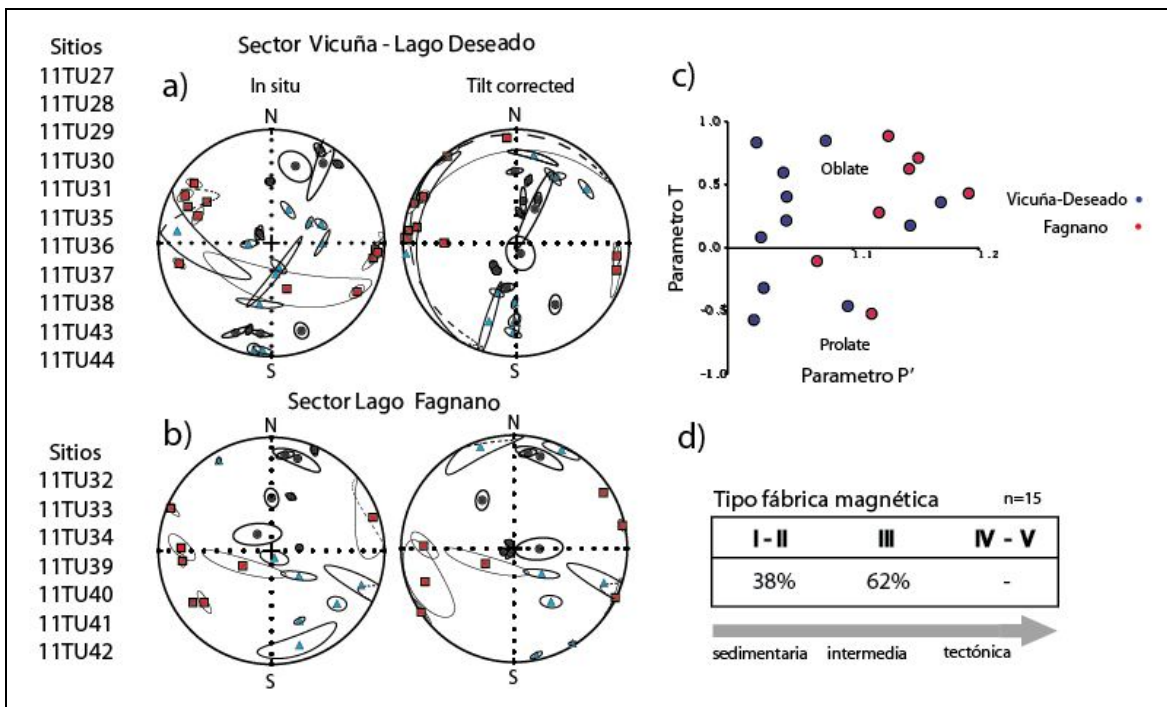 Sitios
11TU27
11TU28
11TU29
11TU30
11TU31
11TU35
11TU36
11TU37
11TU38
11TU43
11TU44
Sector Vicuña - Lago Deseado
a)
In situ
Tilt corrected
N
N
S
S
Sector Lago Fagnano
Sitios
11TU32
11TU33
11TU34
11TU39
11TU40
11TU41
11TU42
b)
N
N
S
S
c)
Parametro T
1.0
0.5
0.0
-0.5
-1.0
Oblate
Prolate
1.1
1.2
Parametro P'
Vicuña-Deseado
Fagnano
d)
Tipo fábrica magnética n=15
I - II III IV - V
38% 62% -
sedimentaria intermedia tectónica